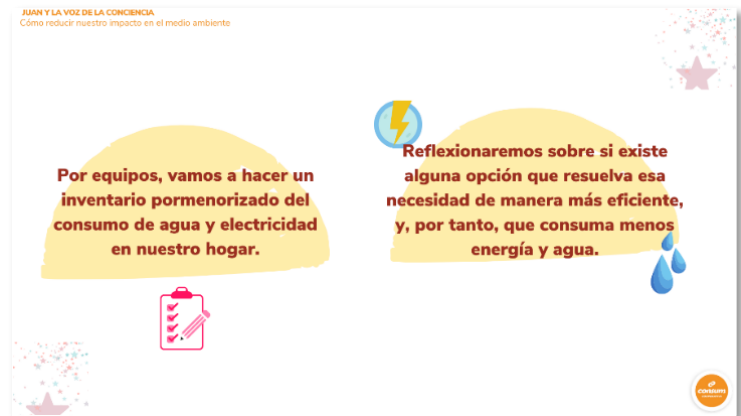 JUAN Y LA VOZ DE LA CONCIENCIA
Cómo reducir nuestro impacto en el medio ambiente
Por equipos, vamos a hacer un
inventario pormenorizado del
consumo de agua y electricidad
en nuestro hogar.
Reflexionaremos sobre si existe
alguna opción que resuelva esa
necesidad de manera más eficiente,
y, por tanto, que consuma menos
energía y agua.
consum